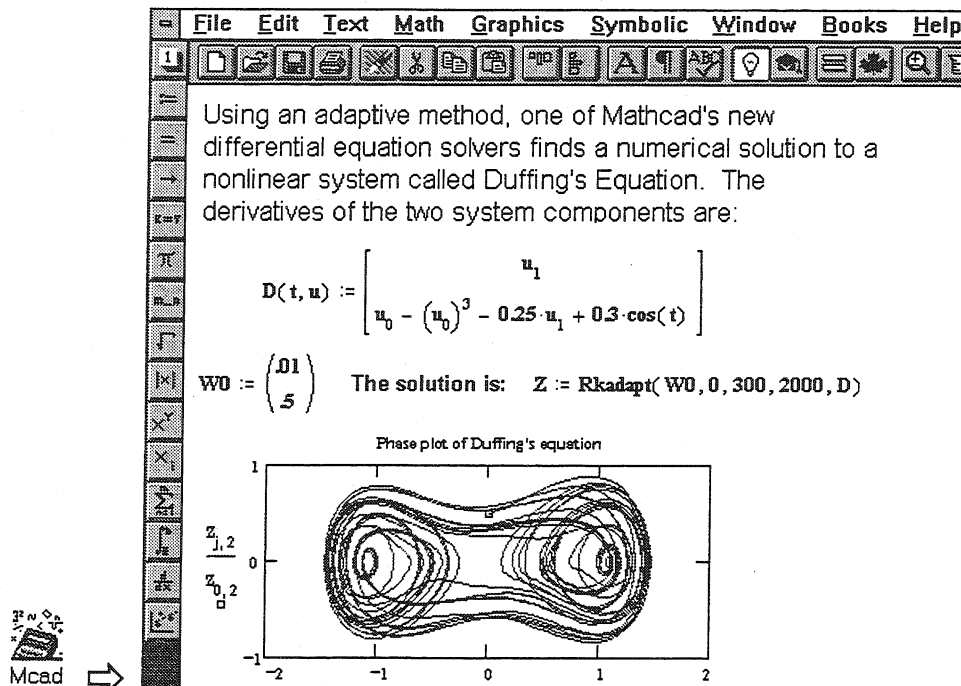 File Edit Text Math Graphics Symbolic Window Books Help
1
Using an adaptive method, one of Mathcad's new
differential equation solvers finds a numerical solution to a
nonlinear system called Duffing's Equation. The
derivatives of the two system components are:
D(t,u) := [ u₁
u₀ − (u₀)³ − 0.25·u₁ + 0.3·cos(t) ]
W0 := ( .01
.5 ) The solution is: Z := Rkadapt(W0, 0, 300, 2000, D)
Phase plot of Duffing's equation
1
0
−1
Z j, 2
Z 0, 2
−2 −1 0 1 2
Mcad